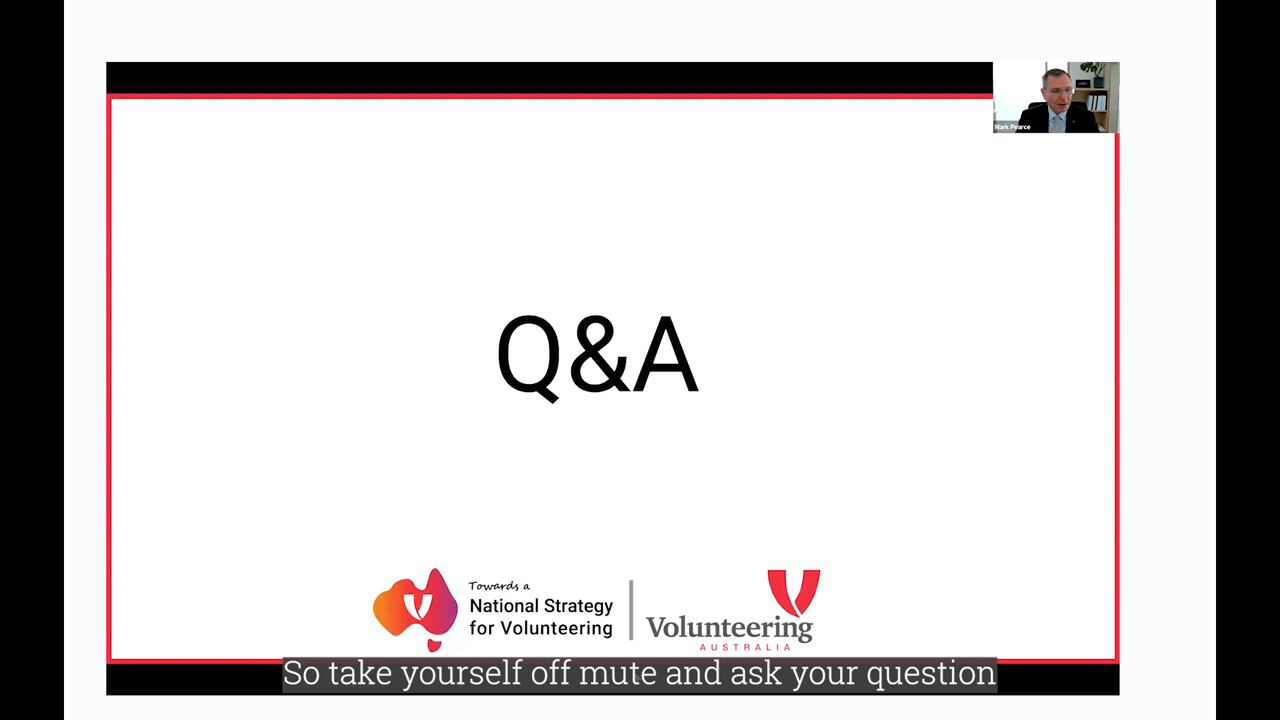 Mark Pearce
Q&A
Towards a
National Strategy
for Volunteering
Volunteering
AUSTRALIA
So take yourself off mute and ask your question